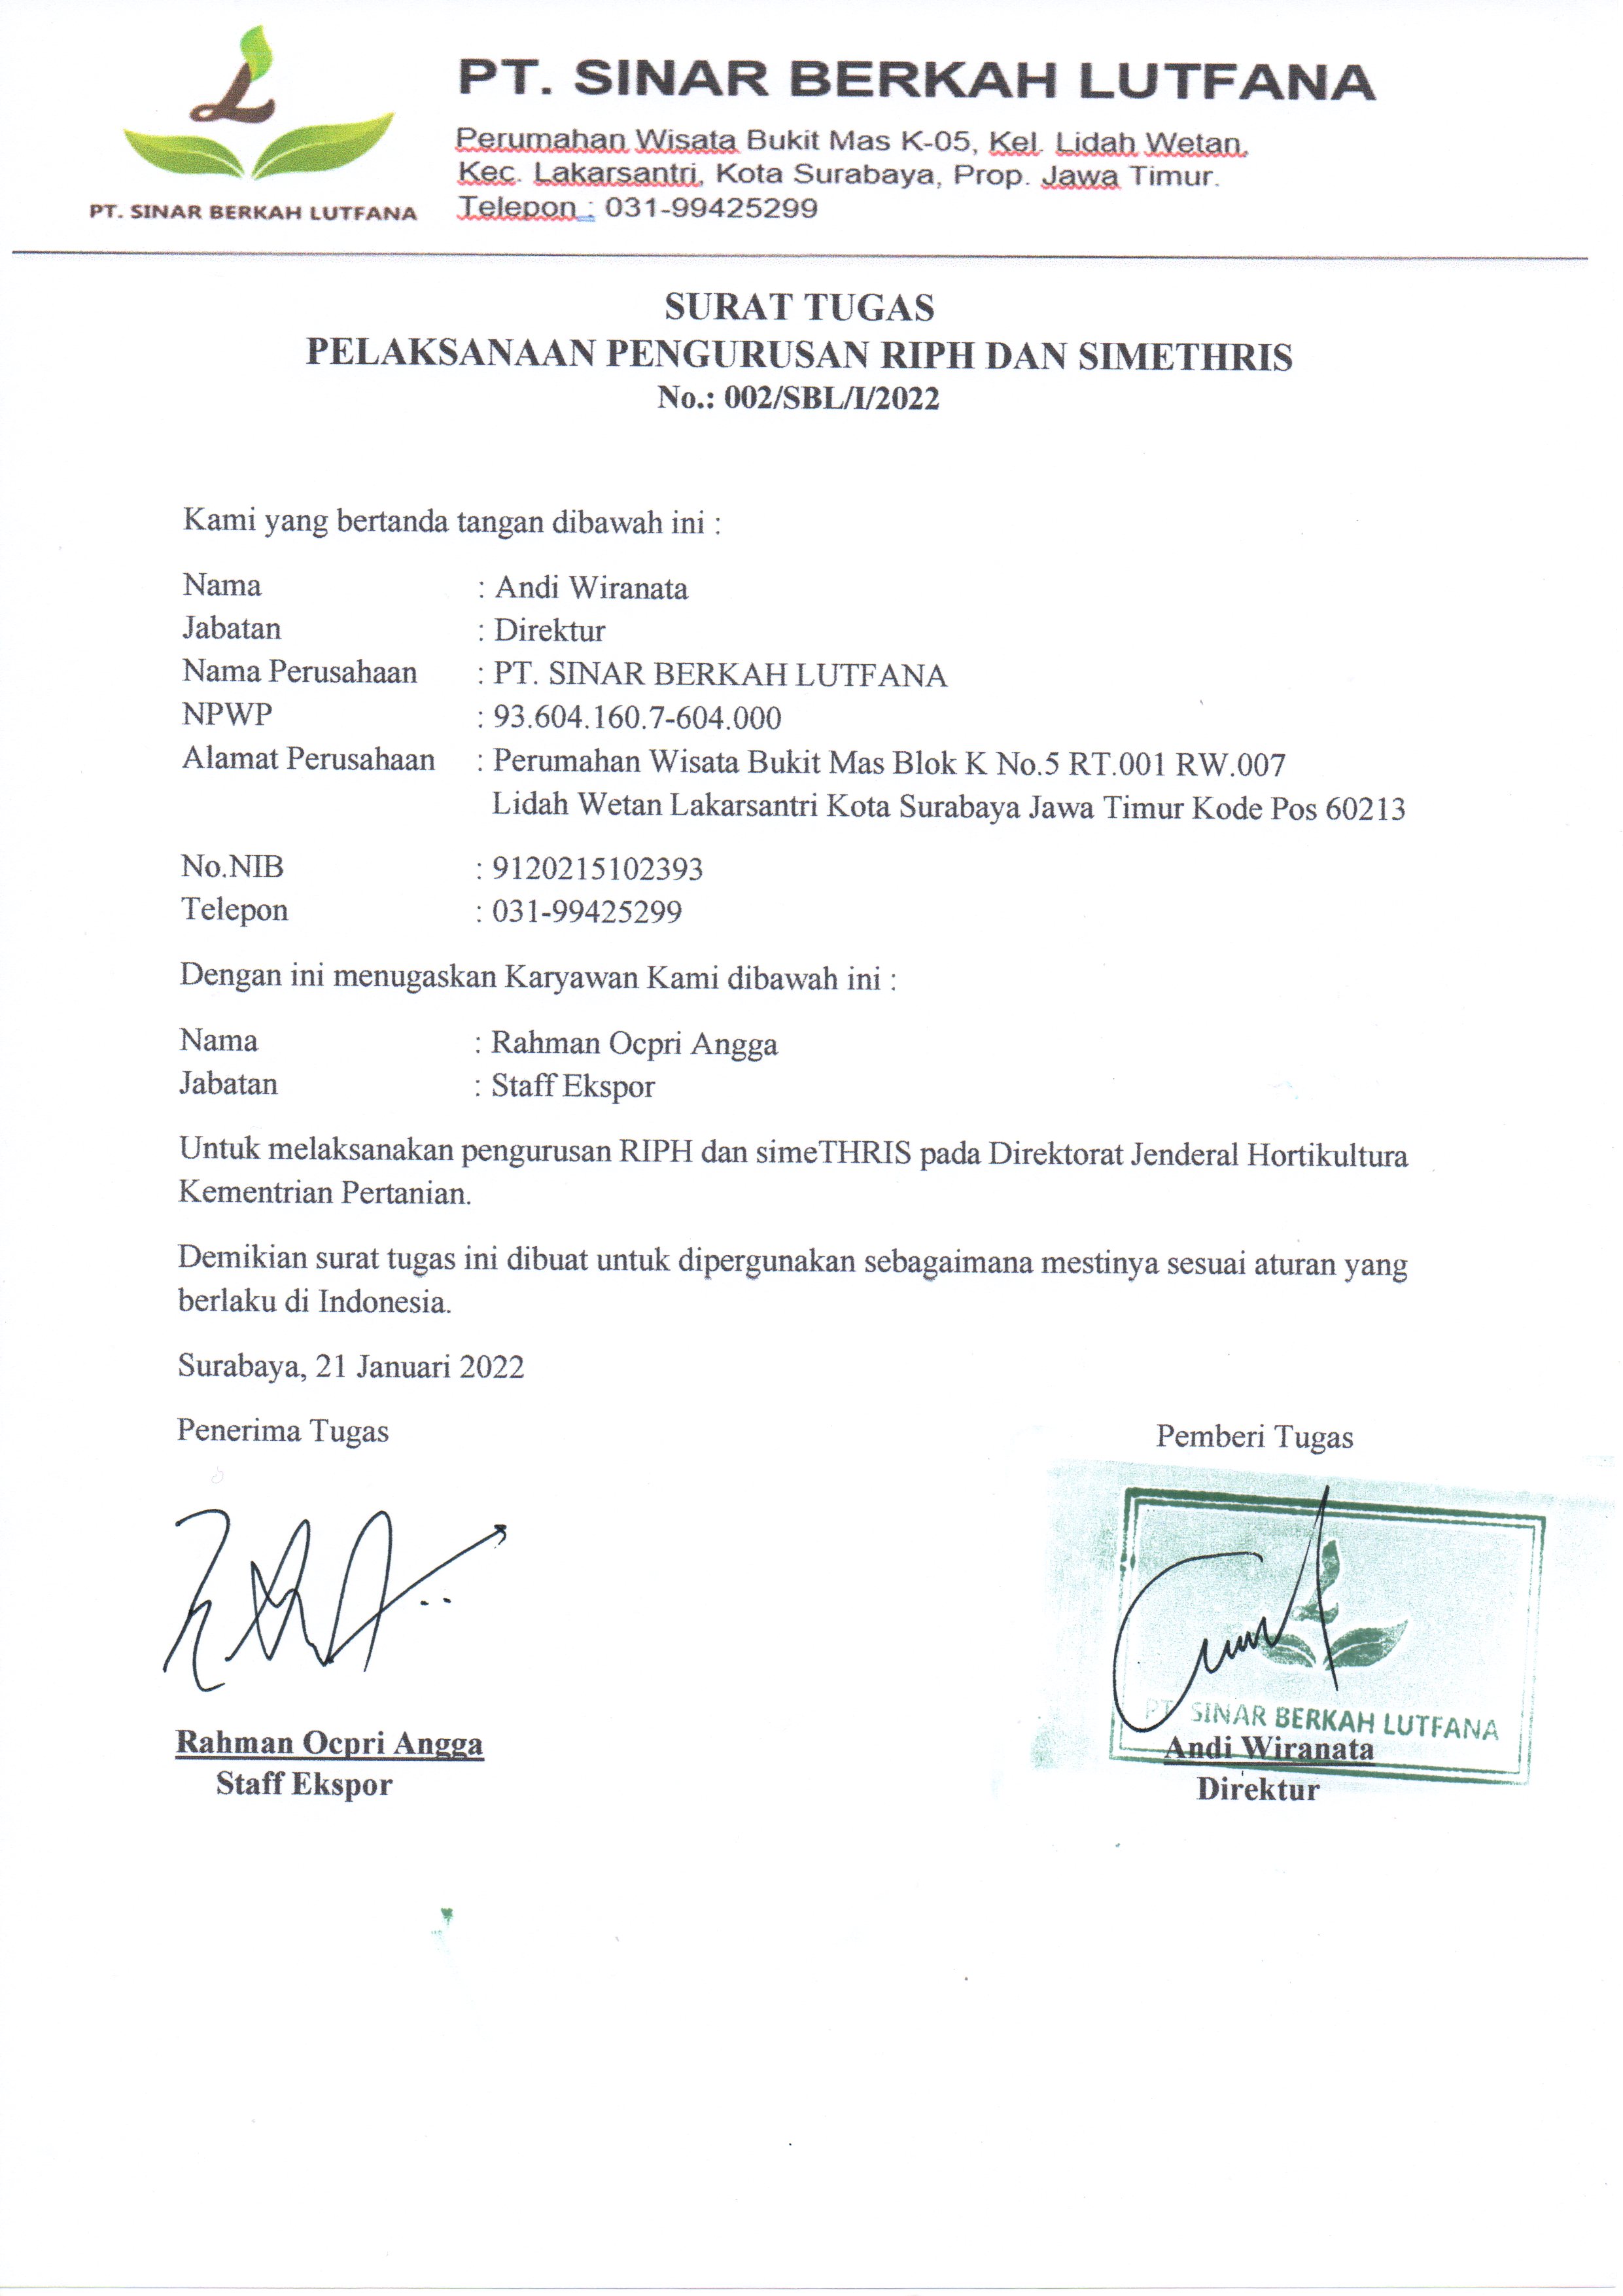 PT. SINAR BERKAH LUTFANA
Perumahan Wisata Bukit Mas K-05, Kel. Lidah Wetan,
Kec. Lakarsantri, Kota Surabaya, Prop. Jawa Timur.
Telepon : 031-99425299
PT. SINAR BERKAH LUTFANA
SURAT TUGAS
PELAKSANAAN PENGURUSAN RIPH DAN SIMETHRIS
No.: 002/SBL/I/2022
Kami yang bertanda tangan dibawah ini :
Nama : Andi Wiranata
Jabatan : Direktur
Nama Perusahaan : PT. SINAR BERKAH LUTFANA
NPWP : 93.604.160.7-604.000
Alamat Perusahaan : Perumahan Wisata Bukit Mas Blok K No.5 RT.001 RW.007
Lidah Wetan Lakarsantri Kota Surabaya Jawa Timur Kode Pos 60213
No.NIB : 9120215102393
Telepon : 031-99425299
Dengan ini menugaskan Karyawan Kami dibawah ini :
Nama : Rahman Ocpri Angga
Jabatan : Staff Ekspor
Untuk melaksanakan pengurusan RIPH dan simeTHRIS pada Direktorat Jenderal Hortikultura
Kementrian Pertanian.
Demikian surat tugas ini dibuat untuk dipergunakan sebagaimana mestinya sesuai aturan yang
berlaku di Indonesia.
Surabaya, 21 Januari 2022
Penerima Tugas Pemberi Tugas
PT. SINAR BERKAH LUTFANA
Rahman Ocpri Angga Andi Wiranata
Staff Ekspor Direktur